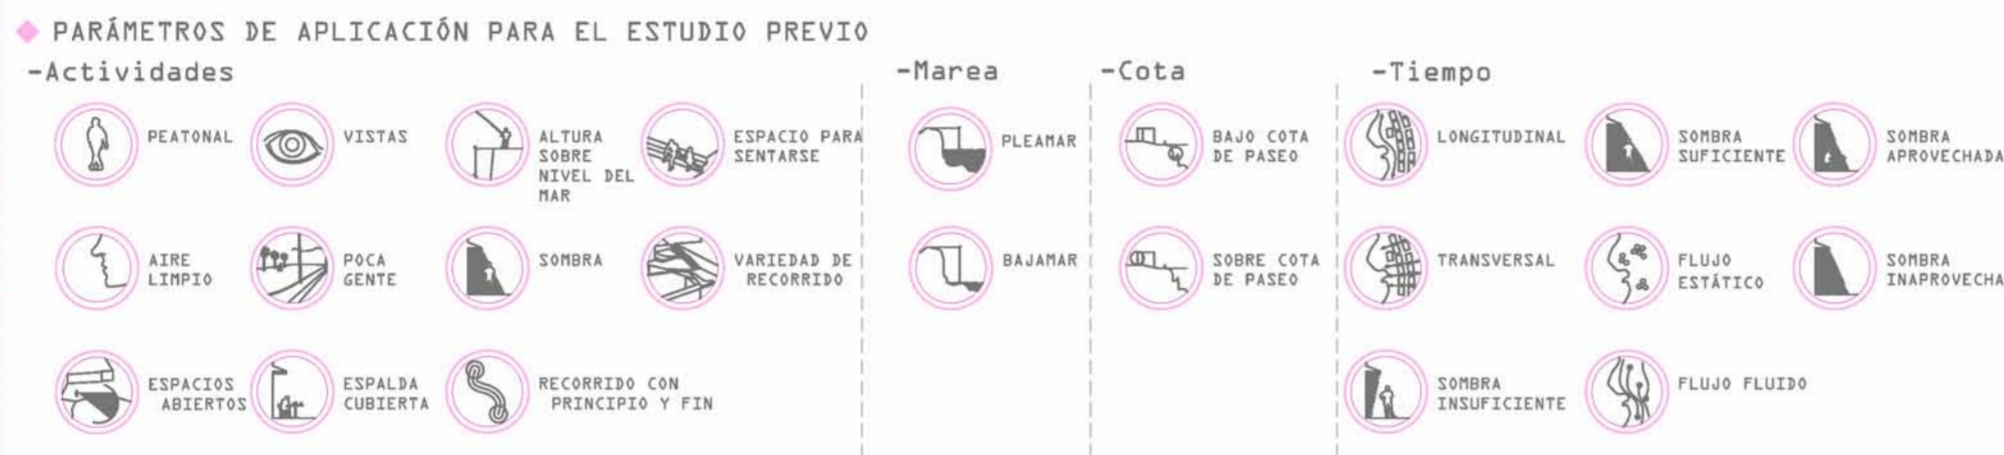 PARÁMETROS DE APLICACIÓN PARA EL ESTUDIO PREVIO
-Actividades
PEATONAL
VISTAS
ALTURA
SOBRE
NIVEL DEL
MAR
ESPACIO PARA
SENTARSE
AIRE
LIMPIO
POCA
GENTE
SOMBRA
VARIEDAD DE
RECORRIDO
ESPACIOS
ABIERTOS
ESPALDA
CUBIERTA
RECORRIDO CON
PRINCIPIO Y FIN
-Marea
PLEAMAR
BAJAMAR
-Cota
BAJO COTA
DE PASEO
SOBRE COTA
DE PASEO
-Tiempo
LONGITUDINAL
SOMBRA
SUFICIENTE
SOMBRA
APROVECHADA
TRANSVERSAL
FLUJO
ESTÁTICO
SOMBRA
INAPROVECHA
SOMBRA
INSUFICIENTE
FLUJO FLUIDO